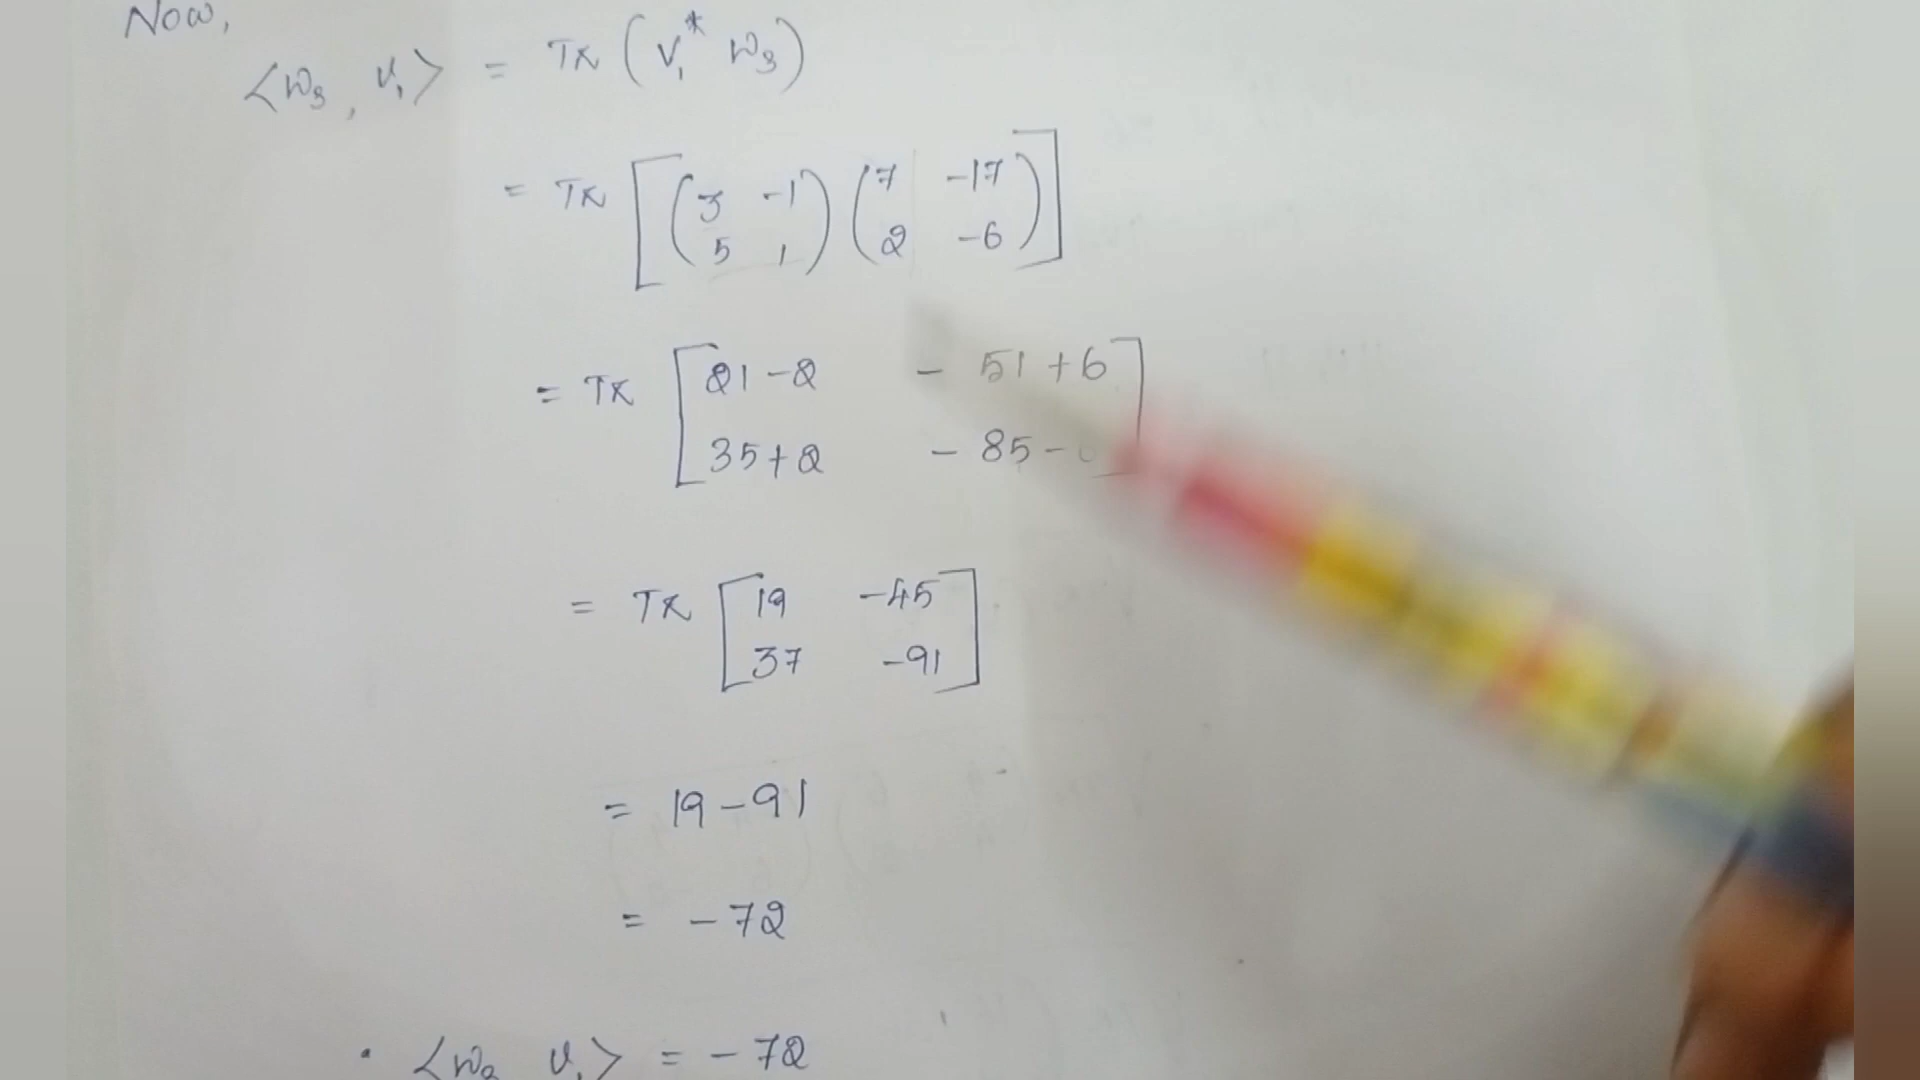 Now,
⟨w₃, v₁⟩ = Tr (v₁* w₃)
= Tr [ ( 3 -1 ) ( 7 -17 ) ]
5 1 2 -6
= Tr [ 21-2 - 51+6 ]
35+2 - 85-
= Tr [ 19 -45 ]
37 -91
= 19-91
= -72
• ⟨w₃ v₁⟩ = -72